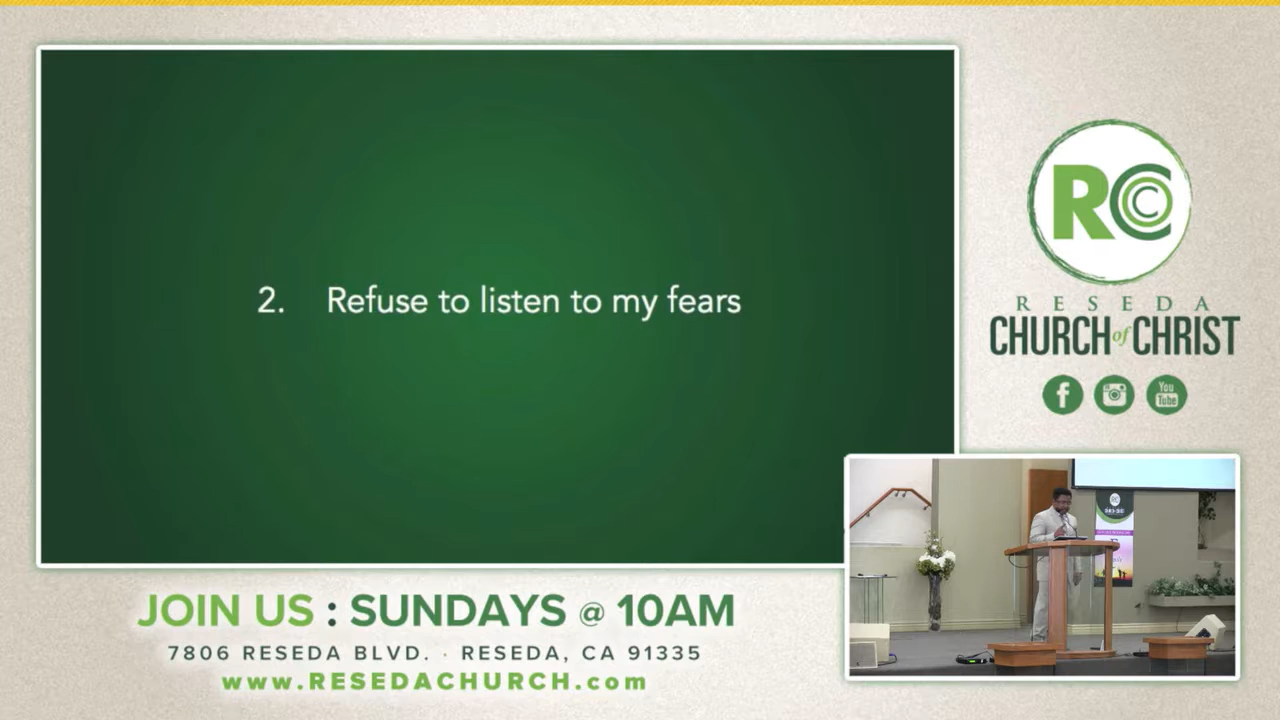 2. Refuse to listen to my fears
RCC
RESEDA
CHURCH of CHRIST
f
You
Tube
JOIN US : SUNDAYS @ 10AM
7806 RESEDA BLVD. · RESEDA, CA 91335
www.RESEDACHURCH.com